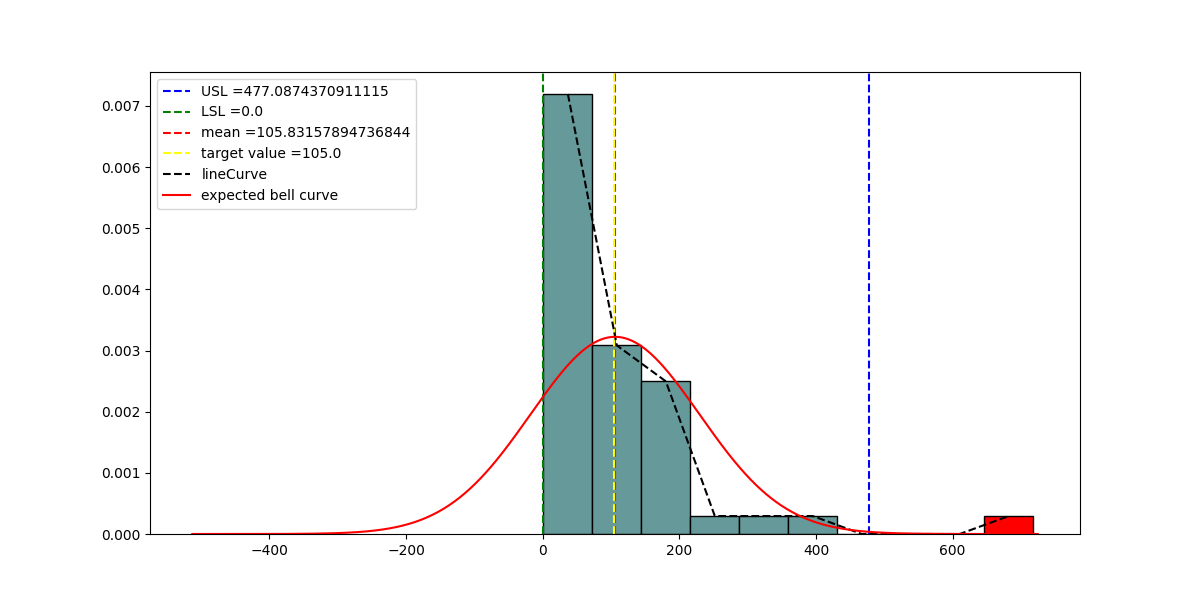 USL =477.0874370911115
LSL =0.0
mean =105.83157894736844
target value =105.0
lineCurve
expected bell curve
0.007
0.006
0.005
0.004
0.003
0.002
0.001
0.000
−400 −200 0 200 400 600